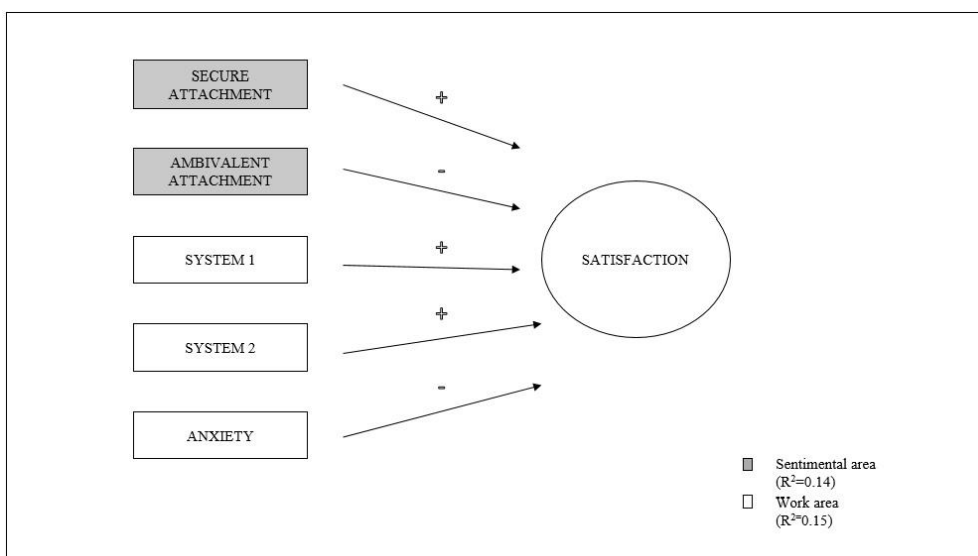 SECURE
ATTACHMENT
+
AMBIVALENT
ATTACHMENT
-
SYSTEM 1
+
SATISFACTION
+
SYSTEM 2
-
ANXIETY
Sentimental area
(R²=0.14)
Work area
(R²⁼0.15)